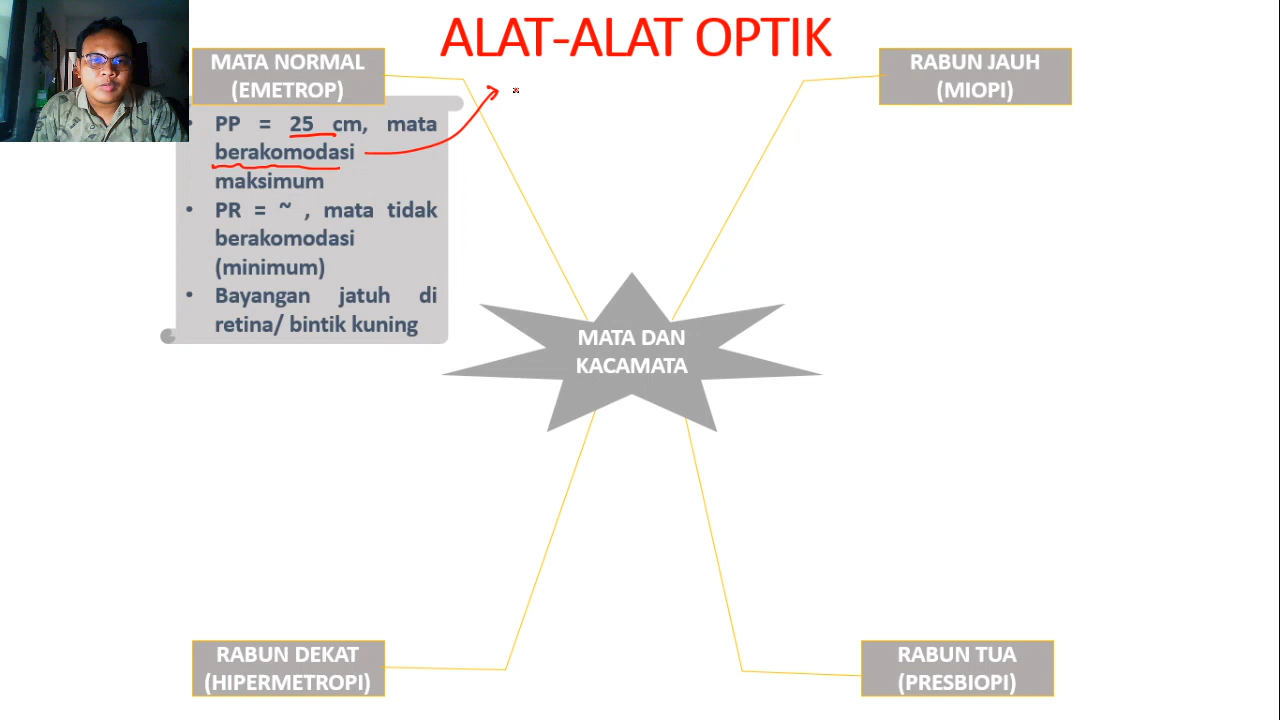 ALAT-ALAT OPTIK
MATA NORMAL
(EMETROP)
• PP = 25 cm, mata
berakomodasi
maksimum
• PR = ~ , mata tidak
berakomodasi
(minimum)
• Bayangan jatuh di
retina/ bintik kuning
RABUN JAUH
(MIOPI)
MATA DAN
KACAMATA
RABUN DEKAT
(HIPERMETROPI)
RABUN TUA
(PRESBIOPI)